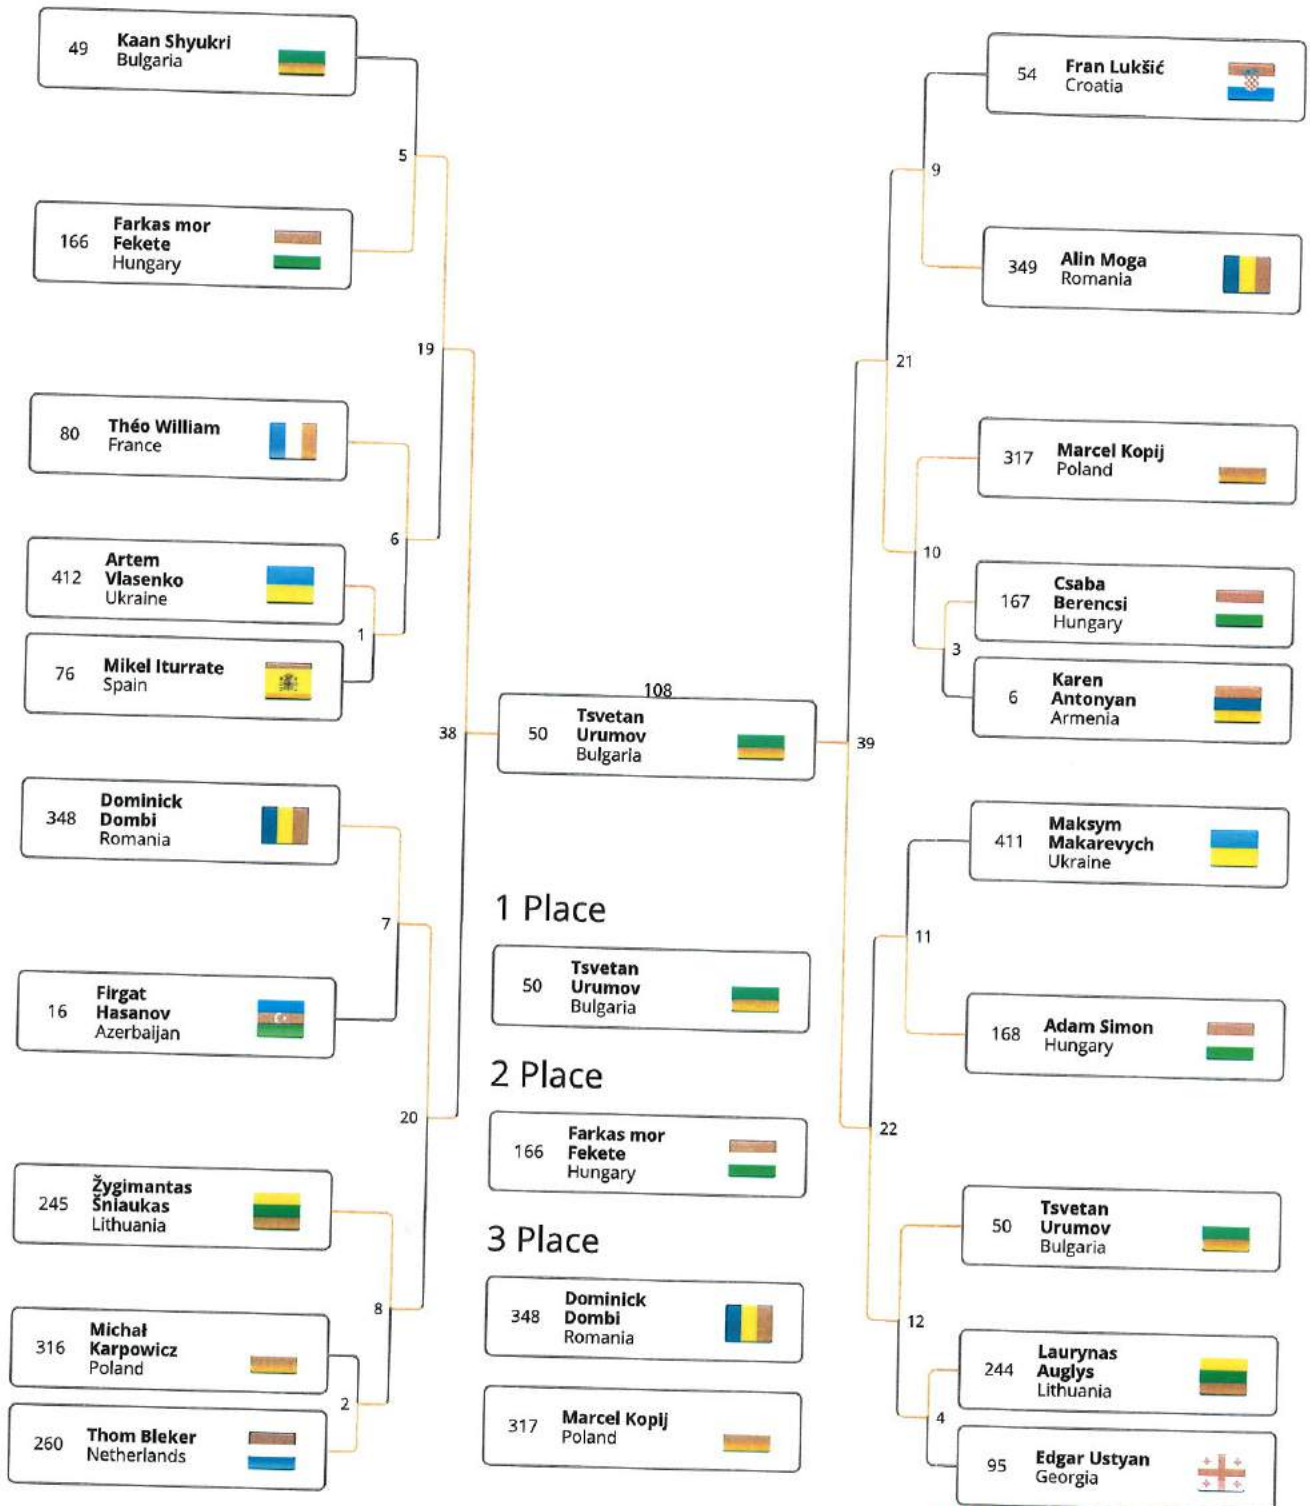 49
Kaan Shyukri
Bulgaria
5
166
Farkas mor
Fekete
Hungary
19
80
Théo William
France
6
412
Artem
Vlasenko
Ukraine
1
76
Mikel Iturrate
Spain
38
348
Dominick
Dombi
Romania
7
16
Firgat
Hasanov
Azerbaijan
20
245
Žygimantas
Šniaukas
Lithuania
8
316
Michał
Karpowicz
Poland
2
260
Thom Bleker
Netherlands
108
50
Tsvetan
Urumov
Bulgaria
1 Place
50
Tsvetan
Urumov
Bulgaria
2 Place
166
Farkas mor
Fekete
Hungary
3 Place
348
Dominick
Dombi
Romania
317
Marcel Kopij
Poland
54
Fran Lukšić
Croatia
9
349
Alin Moga
Romania
21
317
Marcel Kopij
Poland
10
167
Csaba
Berencsi
Hungary
3
6
Karen
Antonyan
Armenia
39
411
Maksym
Makarevych
Ukraine
11
168
Adam Simon
Hungary
22
50
Tsvetan
Urumov
Bulgaria
12
244
Laurynas
Auglys
Lithuania
4
95
Edgar Ustyan
Georgia